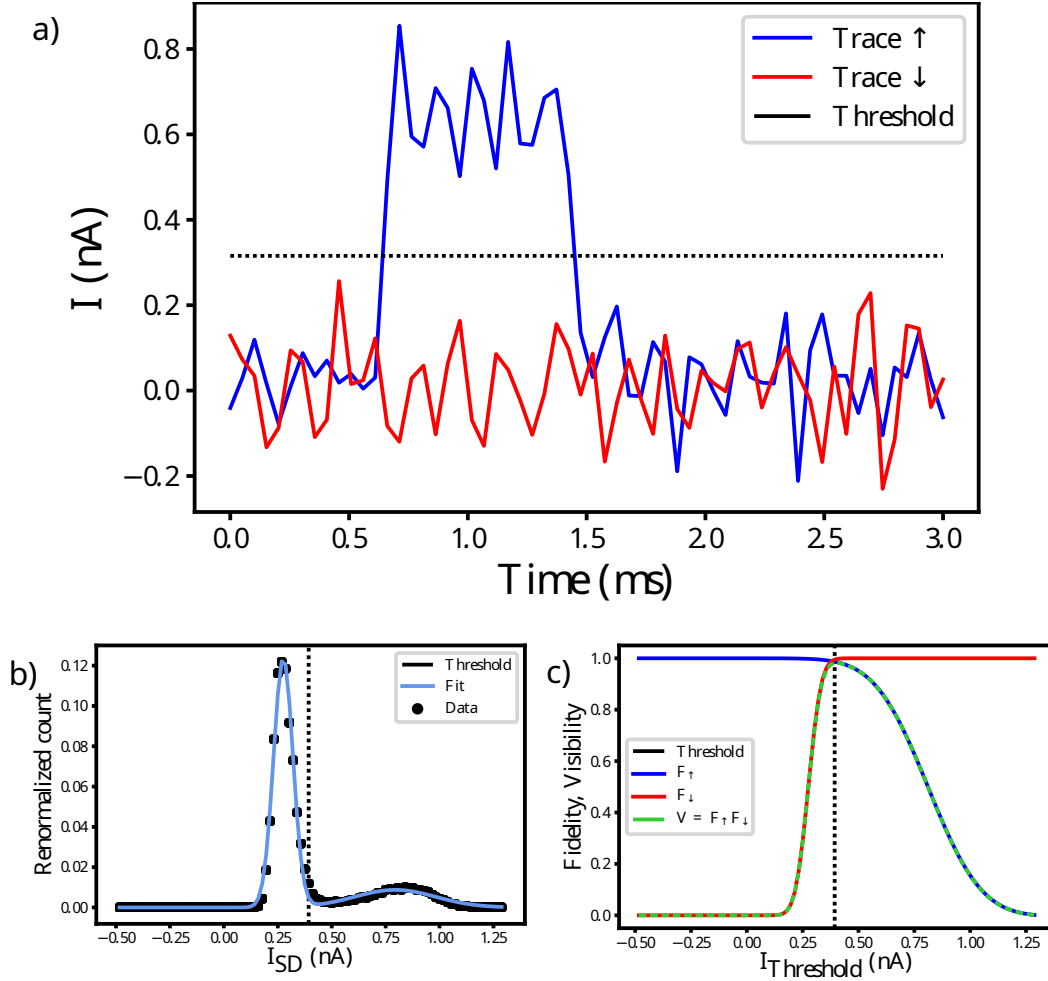 a)
I (nA)
0.8
0.6
0.4
0.2
0.0
−0.2
Trace ↑
Trace ↓
Threshold
0.0 0.5 1.0 1.5 2.0 2.5 3.0
Time (ms)
b)
Renormalized count
0.12
0.10
0.08
0.06
0.04
0.02
0.00
Threshold
Fit
Data
−0.50 −0.25 0.00 0.25 0.50 0.75 1.00 1.25
I_SD (nA)
c)
Fidelity, Visibility
1.0
0.8
0.6
0.4
0.2
0.0
Threshold
F↑
F↓
V = F↑F↓
−0.50 −0.25 0.00 0.25 0.50 0.75 1.00 1.25
I_Threshold (nA)